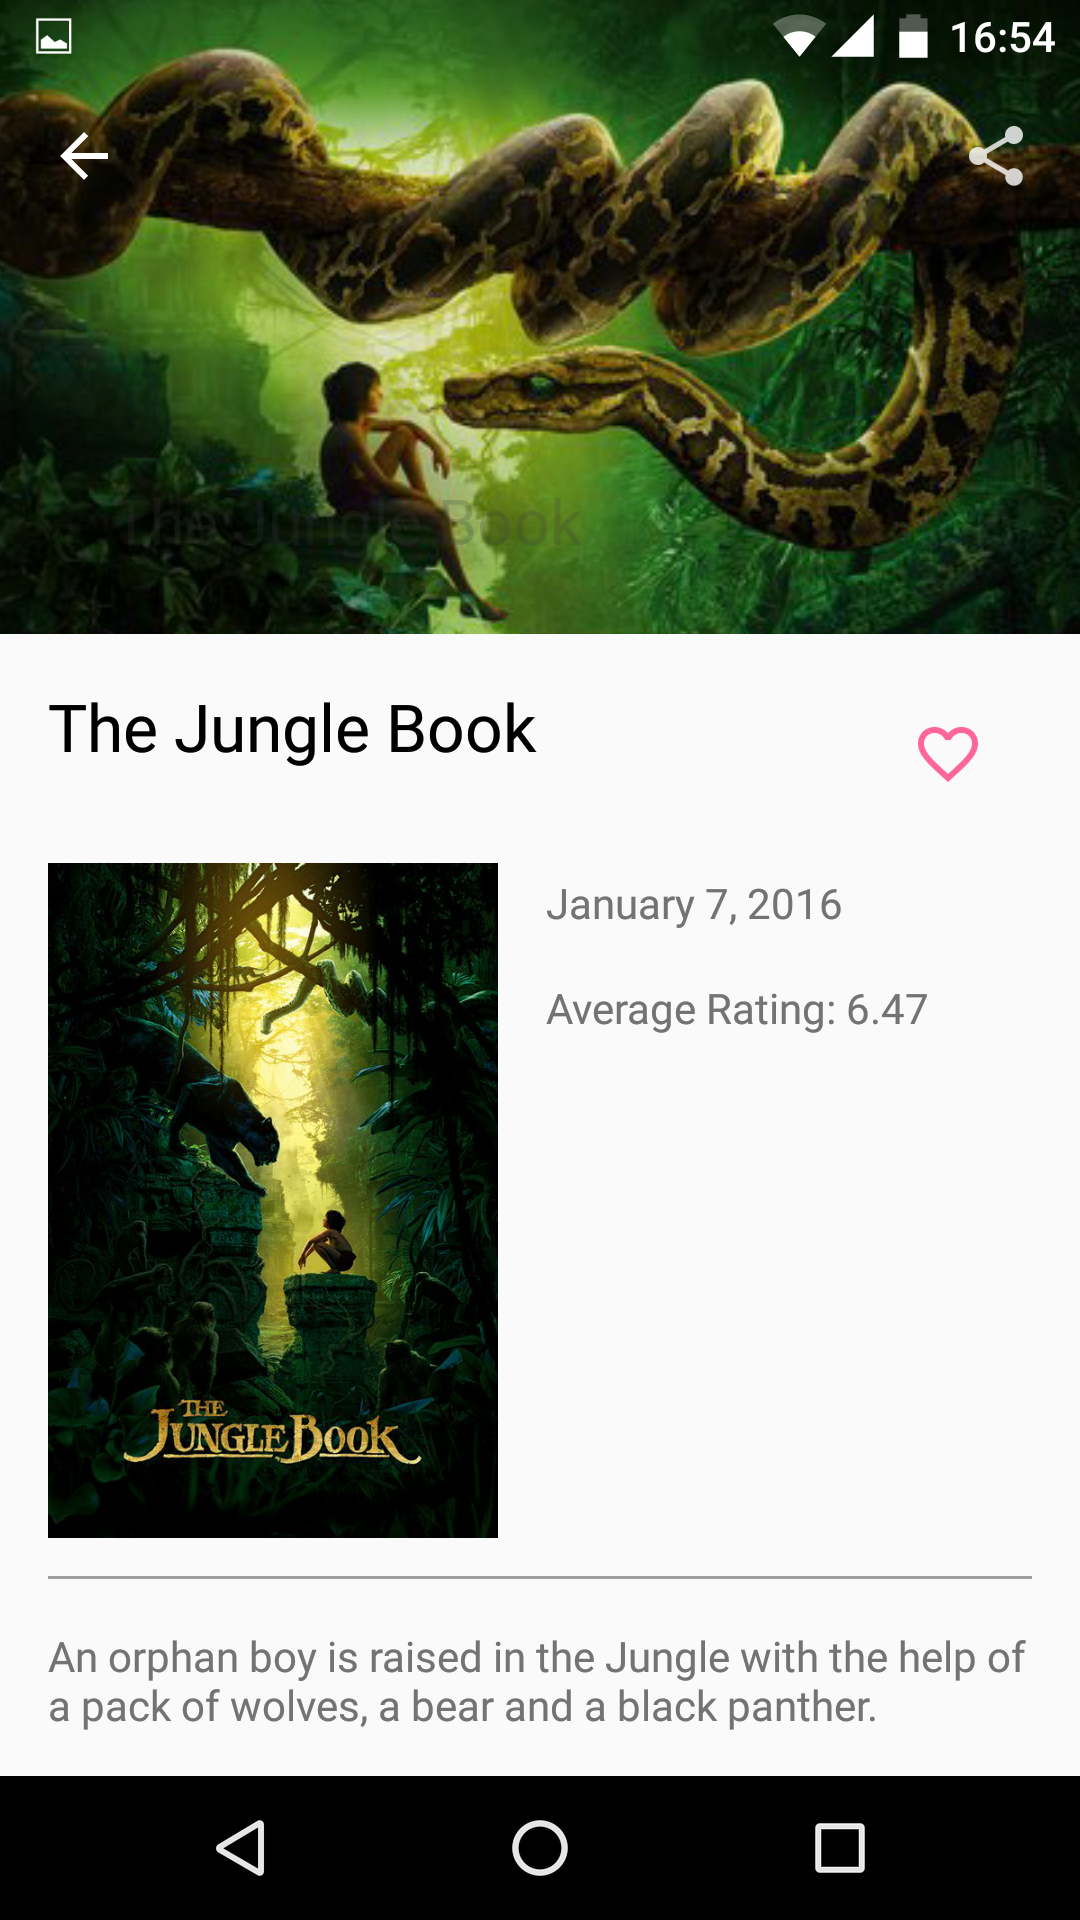 16:54
The Jungle Book
The Jungle Book
January 7, 2016
Average Rating: 6.47
THE
JUNGLE BOOK
An orphan boy is raised in the Jungle with the help of
a pack of wolves, a bear and a black panther.